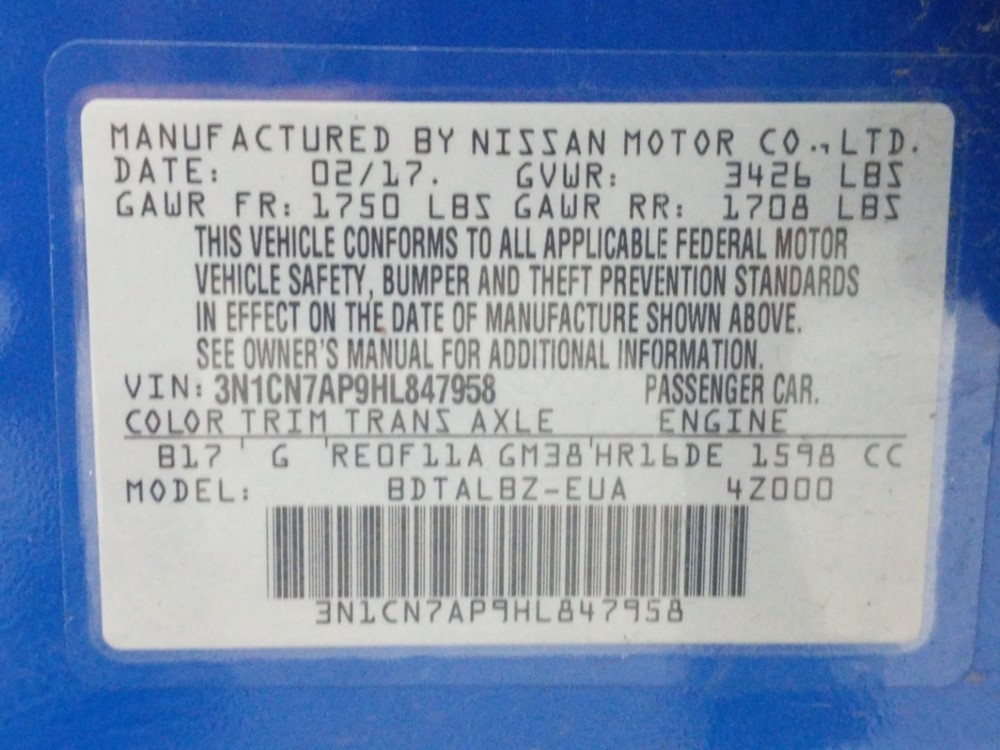 MANUFACTURED BY NISSAN MOTOR CO., LTD.
DATE: 02/17. GVWR: 3426 LBS
GAWR FR: 1750 LBS GAWR RR: 1708 LBS
THIS VEHICLE CONFORMS TO ALL APPLICABLE FEDERAL MOTOR
VEHICLE SAFETY, BUMPER AND THEFT PREVENTION STANDARDS
IN EFFECT ON THE DATE OF MANUFACTURE SHOWN ABOVE.
SEE OWNER'S MANUAL FOR ADDITIONAL INFORMATION.
VIN: 3N1CN7AP9HL847958 PASSENGER CAR.
COLOR TRIM TRANS AXLE ENGINE
B17 ' G 'RE0F11A GM38'HR16DE 1598 CC
MODEL: BDTALBZ-EUA 4Z000
3N1CN7AP9HL847958